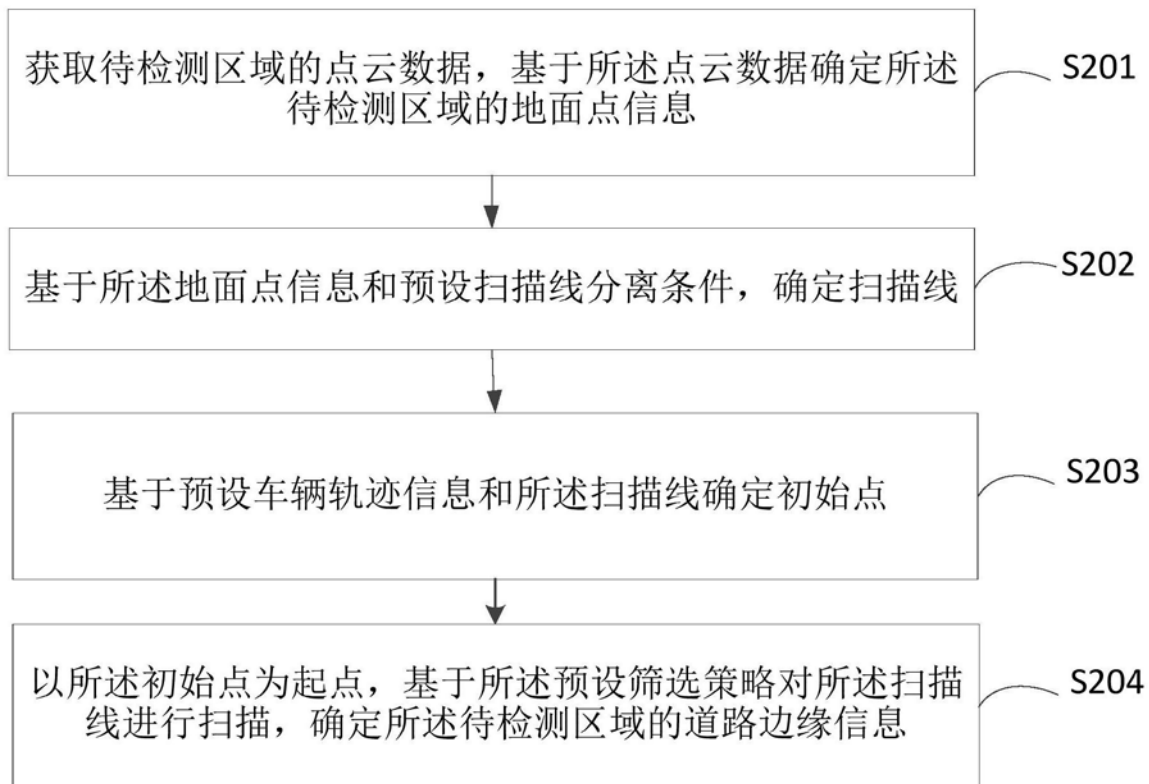 获取待检测区域的点云数据，基于所述点云数据确定所述
待检测区域的地面点信息
S201
基于所述地面点信息和预设扫描线分离条件，确定扫描线
S202
基于预设车辆轨迹信息和所述扫描线确定初始点
S203
以所述初始点为起点，基于所述预设筛选策略对所述扫描
线进行扫描，确定所述待检测区域的道路边缘信息
S204